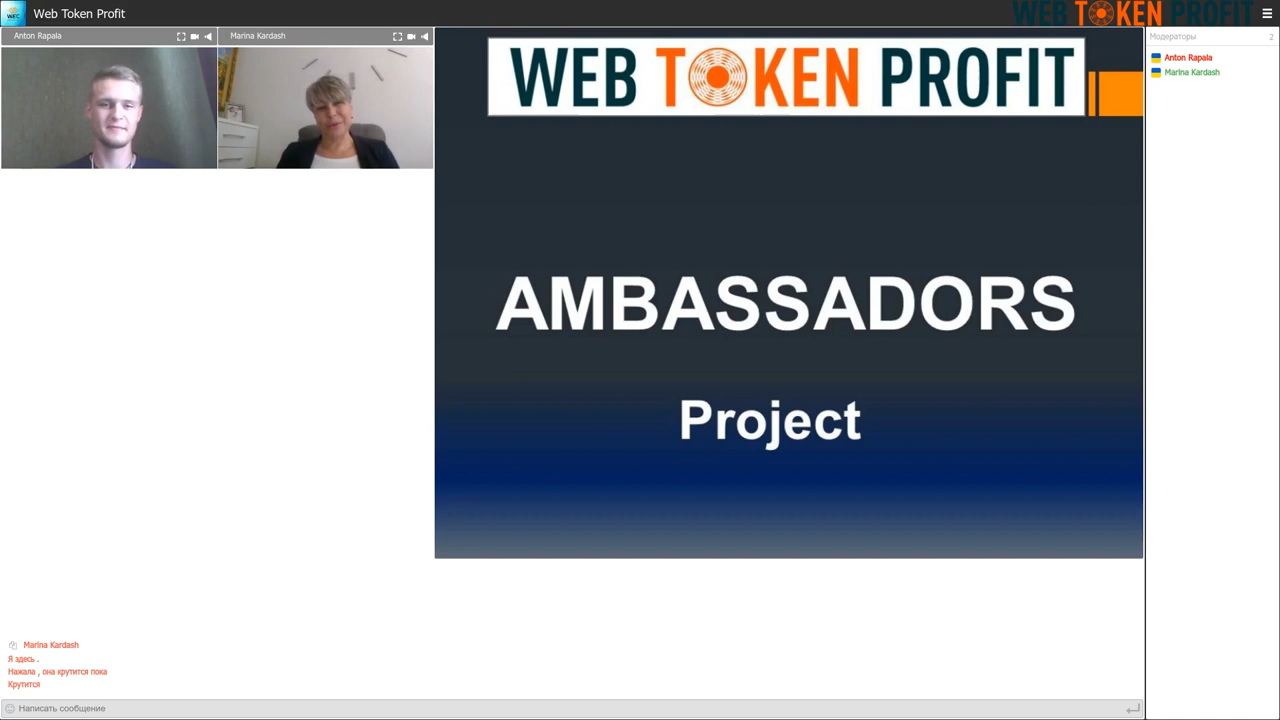 WEC
Web Token Profit
WEB TOKEN PROFIT
Anton Rapala
Marina Kardash
WEB TOKEN PROFIT
AMBASSADORS
Project
Модераторы 2
Anton Rapala
Marina Kardash
Marina Kardash
Я здесь .
Нажала , она крутится пока
Крутится
Написать сообщение